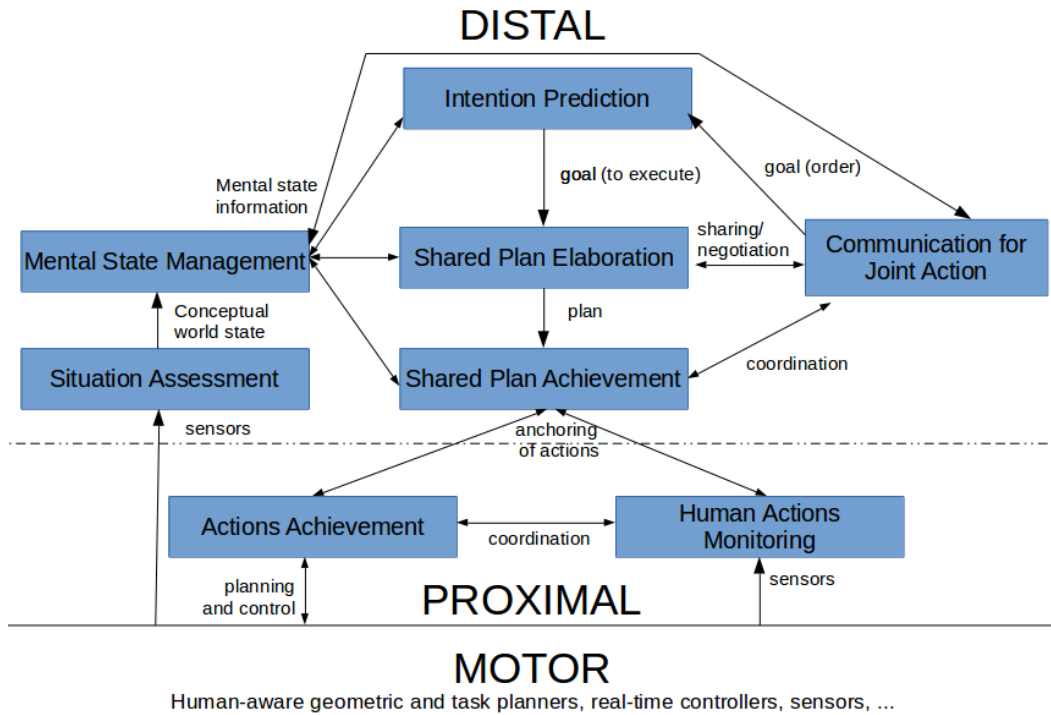 DISTAL
Intention Prediction
goal (to execute)
goal (order)
Mental state
information
sharing/
negotiation
Mental State Management
Shared Plan Elaboration
Communication for
Joint Action
Conceptual
world state
plan
Situation Assessment
Shared Plan Achievement
coordination
sensors
anchoring
of actions
Actions Achievement
coordination
Human Actions
Monitoring
planning
and control
sensors
PROXIMAL
MOTOR
Human-aware geometric and task planners, real-time controllers, sensors, ...